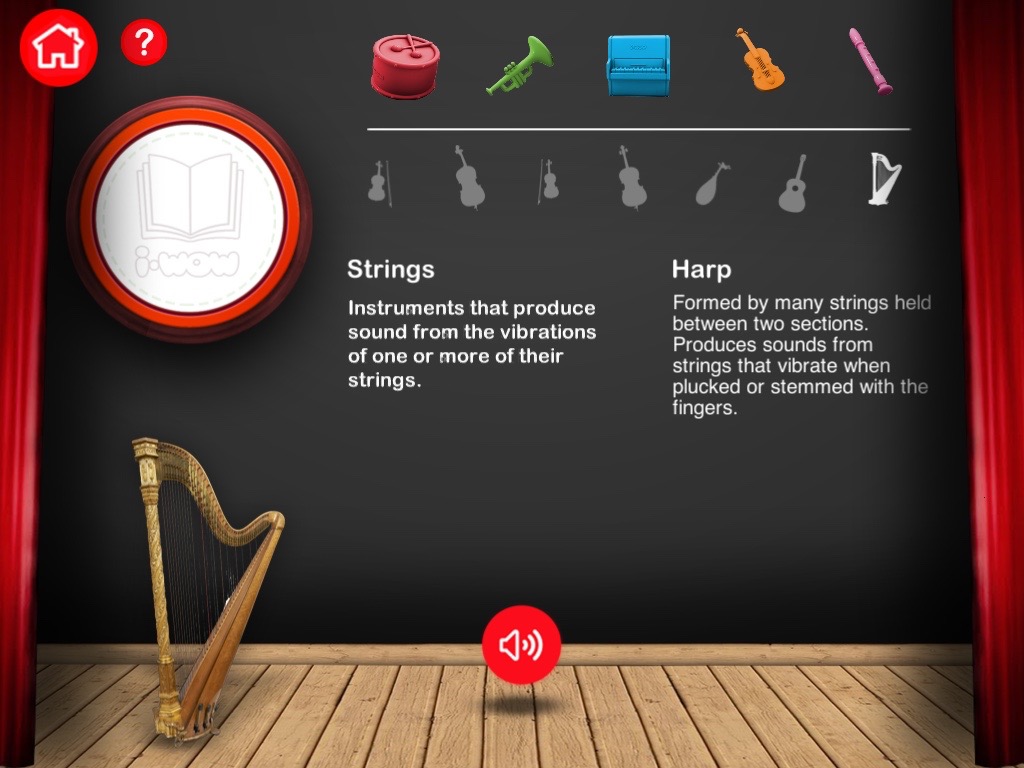 ?
i-wow
Strings
Instruments that produce
sound from the vibrations
of one or more of their
strings.
Harp
Formed by many strings held
between two sections.
Produces sounds from
strings that vibrate when
plucked or stemmed with the
fingers.